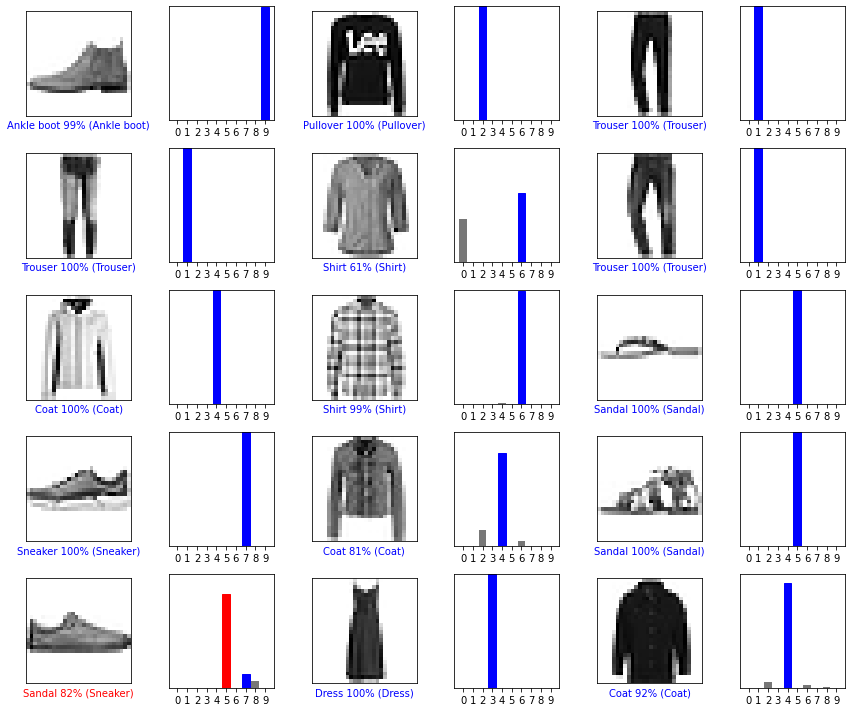 0 1 2 3 4 5 6 7 8 9
Lee
0 1 2 3 4 5 6 7 8 9
0 1 2 3 4 5 6 7 8 9
Ankle boot 99% (Ankle boot)
Pullover 100% (Pullover)
Trouser 100% (Trouser)
0 1 2 3 4 5 6 7 8 9
0 1 2 3 4 5 6 7 8 9
0 1 2 3 4 5 6 7 8 9
Trouser 100% (Trouser)
Shirt 61% (Shirt)
Trouser 100% (Trouser)
0 1 2 3 4 5 6 7 8 9
0 1 2 3 4 5 6 7 8 9
0 1 2 3 4 5 6 7 8 9
Coat 100% (Coat)
Shirt 99% (Shirt)
Sandal 100% (Sandal)
0 1 2 3 4 5 6 7 8 9
0 1 2 3 4 5 6 7 8 9
0 1 2 3 4 5 6 7 8 9
Sneaker 100% (Sneaker)
Coat 81% (Coat)
Sandal 100% (Sandal)
0 1 2 3 4 5 6 7 8 9
0 1 2 3 4 5 6 7 8 9
0 1 2 3 4 5 6 7 8 9
Sandal 82% (Sneaker)
Dress 100% (Dress)
Coat 92% (Coat)